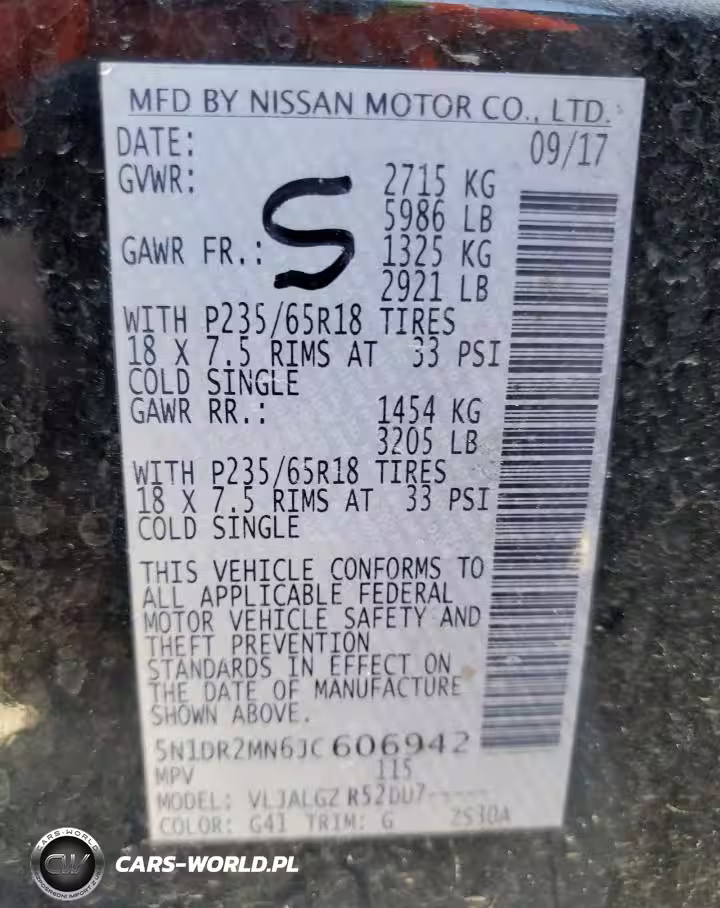 MFD BY NISSAN MOTOR CO., LTD.
DATE: 09/17
GVWR: 2715 KG
5986 LB
S
GAWR FR.: 1325 KG
2921 LB
WITH P235/65R18 TIRES
18 X 7.5 RIMS AT 33 PSI
COLD SINGLE
GAWR RR.: 1454 KG
3205 LB
WITH P235/65R18 TIRES
18 X 7.5 RIMS AT 33 PSI
COLD SINGLE
THIS VEHICLE CONFORMS TO
ALL APPLICABLE FEDERAL
MOTOR VEHICLE SAFETY AND
THEFT PREVENTION
STANDARDS IN EFFECT ON
THE DATE OF MANUFACTURE
SHOWN ABOVE.
5N1DR2MN6JC606942
MPV 115
MODEL: VLJALGZ R52DU7-----
COLOR: G41 TRIM: G 2S30A
CARS-WORLD
CW
CARS-WORLD.PL